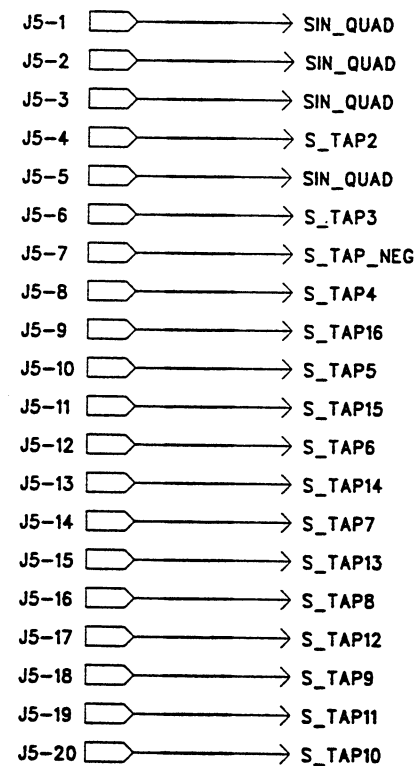 J5-1 SIN_QUAD
J5-2 SIN_QUAD
J5-3 SIN_QUAD
J5-4 S_TAP2
J5-5 SIN_QUAD
J5-6 S_TAP3
J5-7 S_TAP_NEG
J5-8 S_TAP4
J5-9 S_TAP16
J5-10 S_TAP5
J5-11 S_TAP15
J5-12 S_TAP6
J5-13 S_TAP14
J5-14 S_TAP7
J5-15 S_TAP13
J5-16 S_TAP8
J5-17 S_TAP12
J5-18 S_TAP9
J5-19 S_TAP11
J5-20 S_TAP10